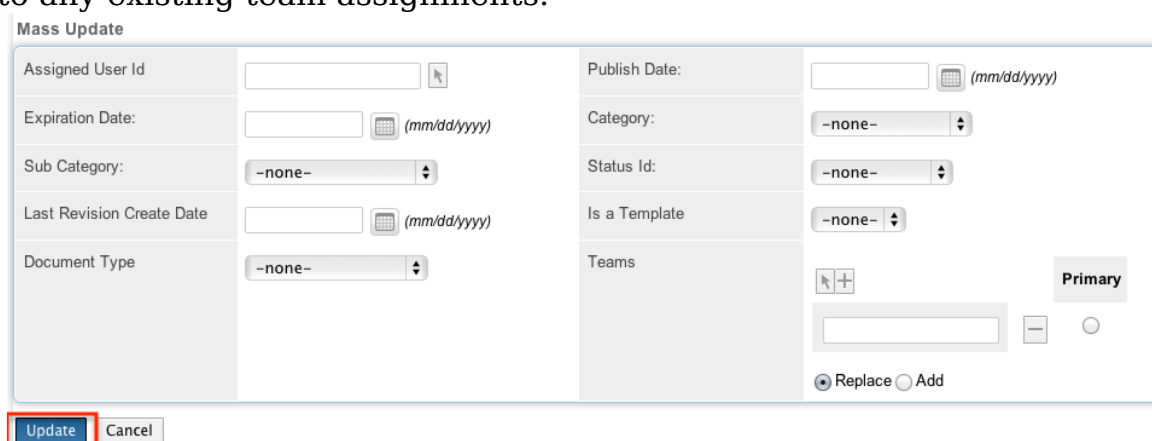 to any existing team assignments.
Mass Update
Assigned User Id Publish Date: (mm/dd/yyyy)
Expiration Date: (mm/dd/yyyy) Category: -none-
Sub Category: -none- Status Id: -none-
Last Revision Create Date (mm/dd/yyyy) Is a Template -none-
Document Type -none- Teams
Primary
Replace Add
Update Cancel